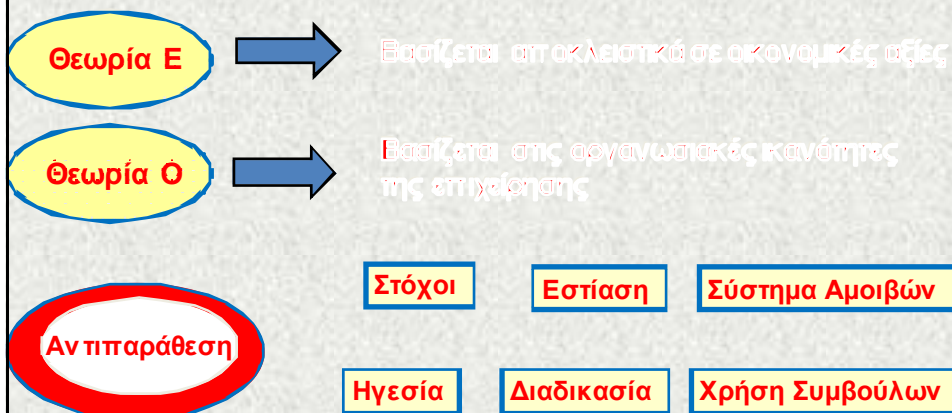 Θεωρία Ε
Βασίζεται αποκλειστικά σε οικονομικές αξίες
Θεωρία Ο
Βασίζεται στις οργανωσιακές ικανότητες
της επιχείρησης
Στόχοι
Εστίαση
Σύστημα Αμοιβών
Αντιπαράθεση
Ηγεσία
Διαδικασία
Χρήση Συμβούλων